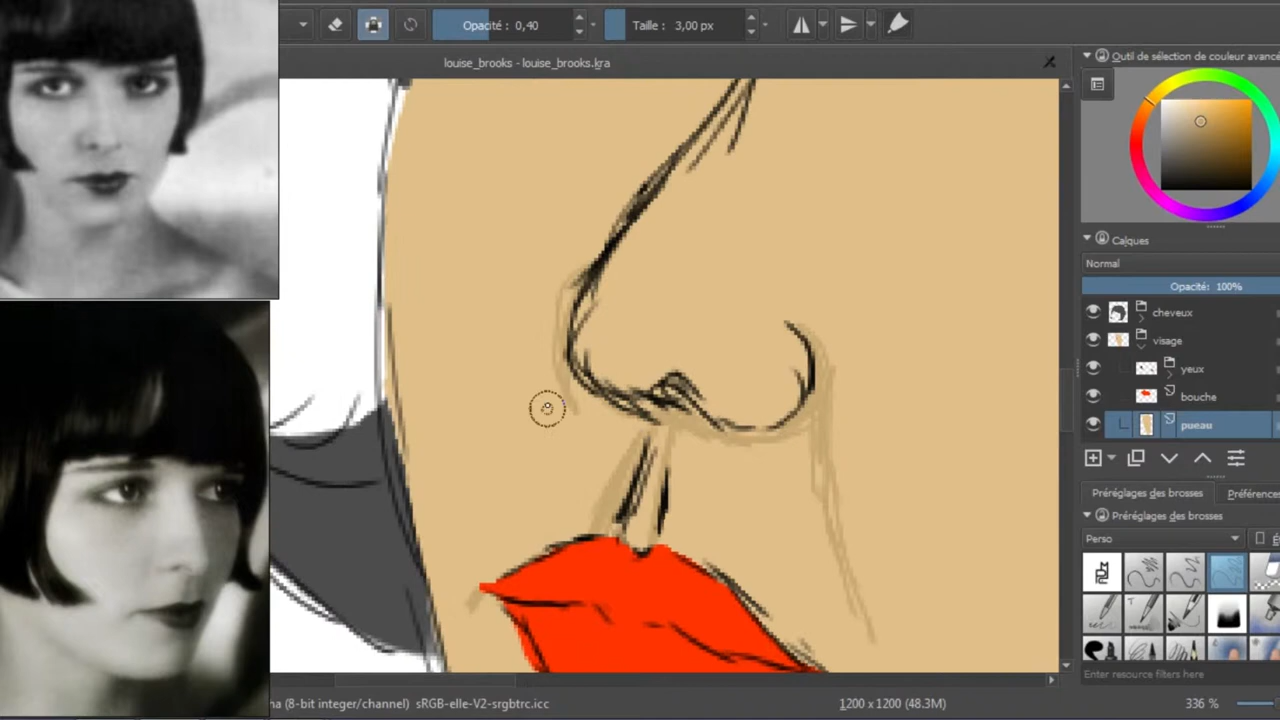 Opacité : 0,40
Taille : 3,00 px
louise_brooks - louise_brooks.kra
Outil de sélection de couleur avancé
Calques
Normal
Opacité: 100%
cheveux
visage
yeux
bouche
pueau
Préréglages des brosses
Préférences
Préréglages des brosses
Perso
Enter resource filters here
(8-bit integer/channel) sRGB-elle-V2-srgbtrc.icc
1200 x 1200 (48.3M)
336 %